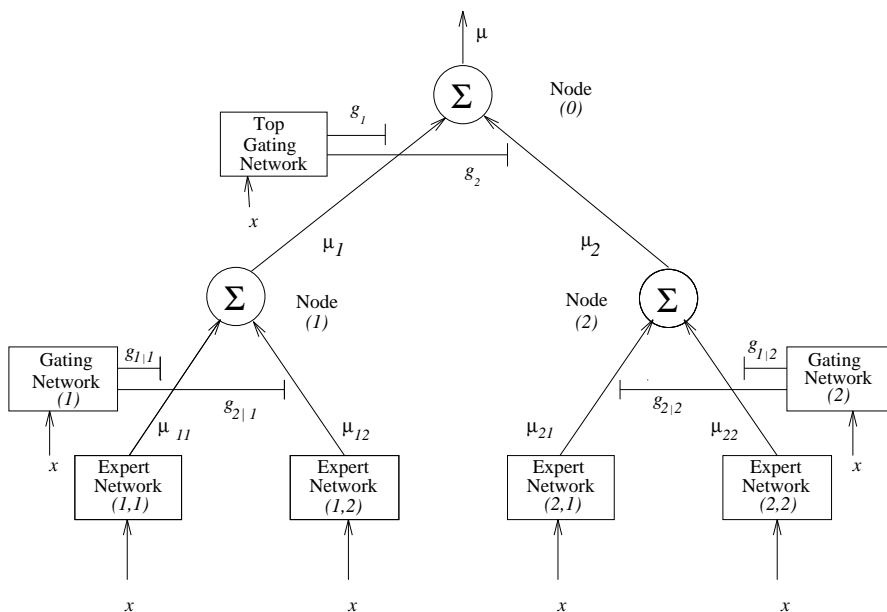 μ
Σ
Node
(0)
g1
Top
Gating
Network
g2
x
μ1
μ2
Σ
Node
(1)
Node
(2)
Σ
Gating
Network
(1)
g1|1
g2|1
g1|2
g2|2
Gating
Network
(2)
μ11
μ12
μ21
μ22
x
x
Expert
Network
(1,1)
Expert
Network
(1,2)
Expert
Network
(2,1)
Expert
Network
(2,2)
x
x
x
x